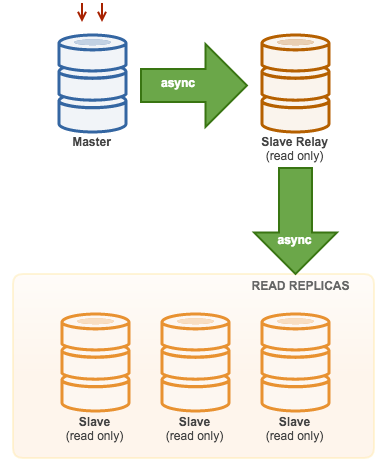 async
Master
Slave Relay
(read only)
async
READ REPLICAS
Slave
(read only)
Slave
(read only)
Slave
(read only)